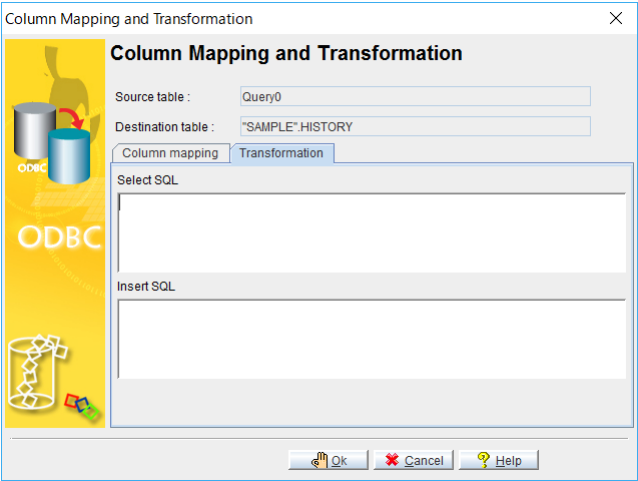 Column Mapping and Transformation
Column Mapping and Transformation
Source table : Query0
Destination table : "SAMPLE".HISTORY
Column mapping Transformation
Select SQL
ODBC
ODBC
Insert SQL
Ok Cancel Help